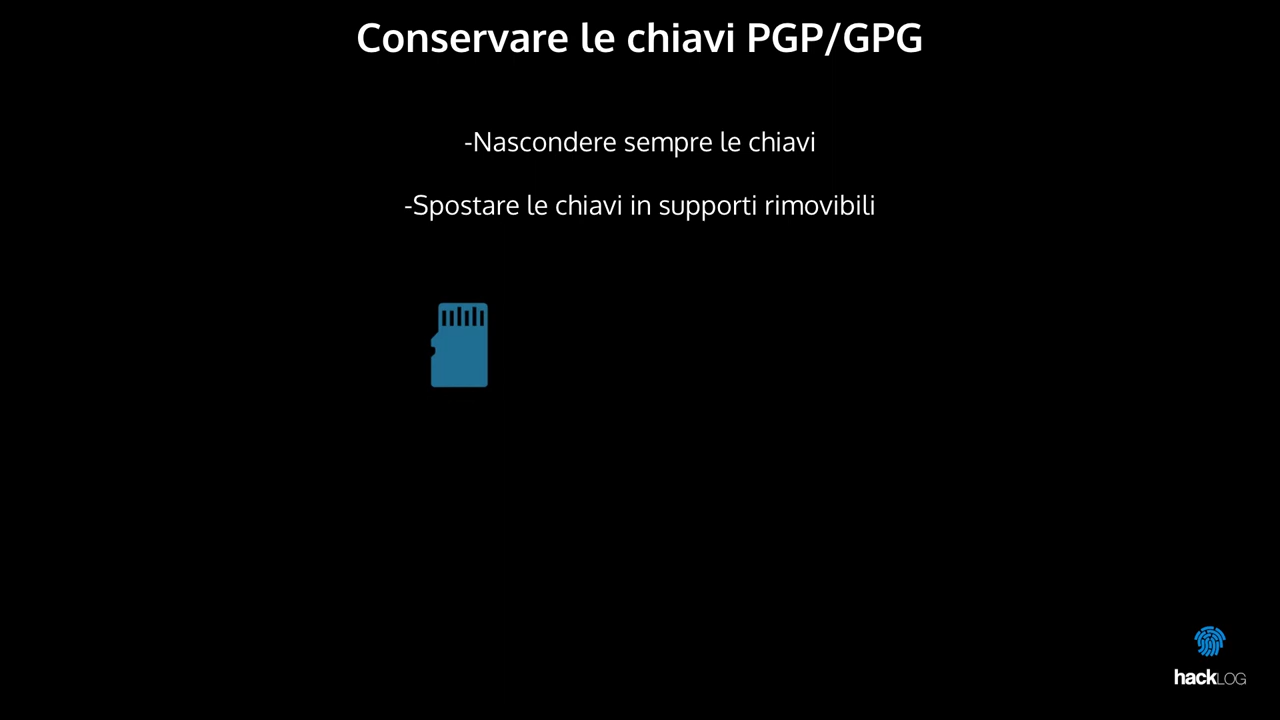 Conservare le chiavi PGP/GPG
-Nascondere sempre le chiavi
-Spostare le chiavi in supporti rimovibili
hackLOG